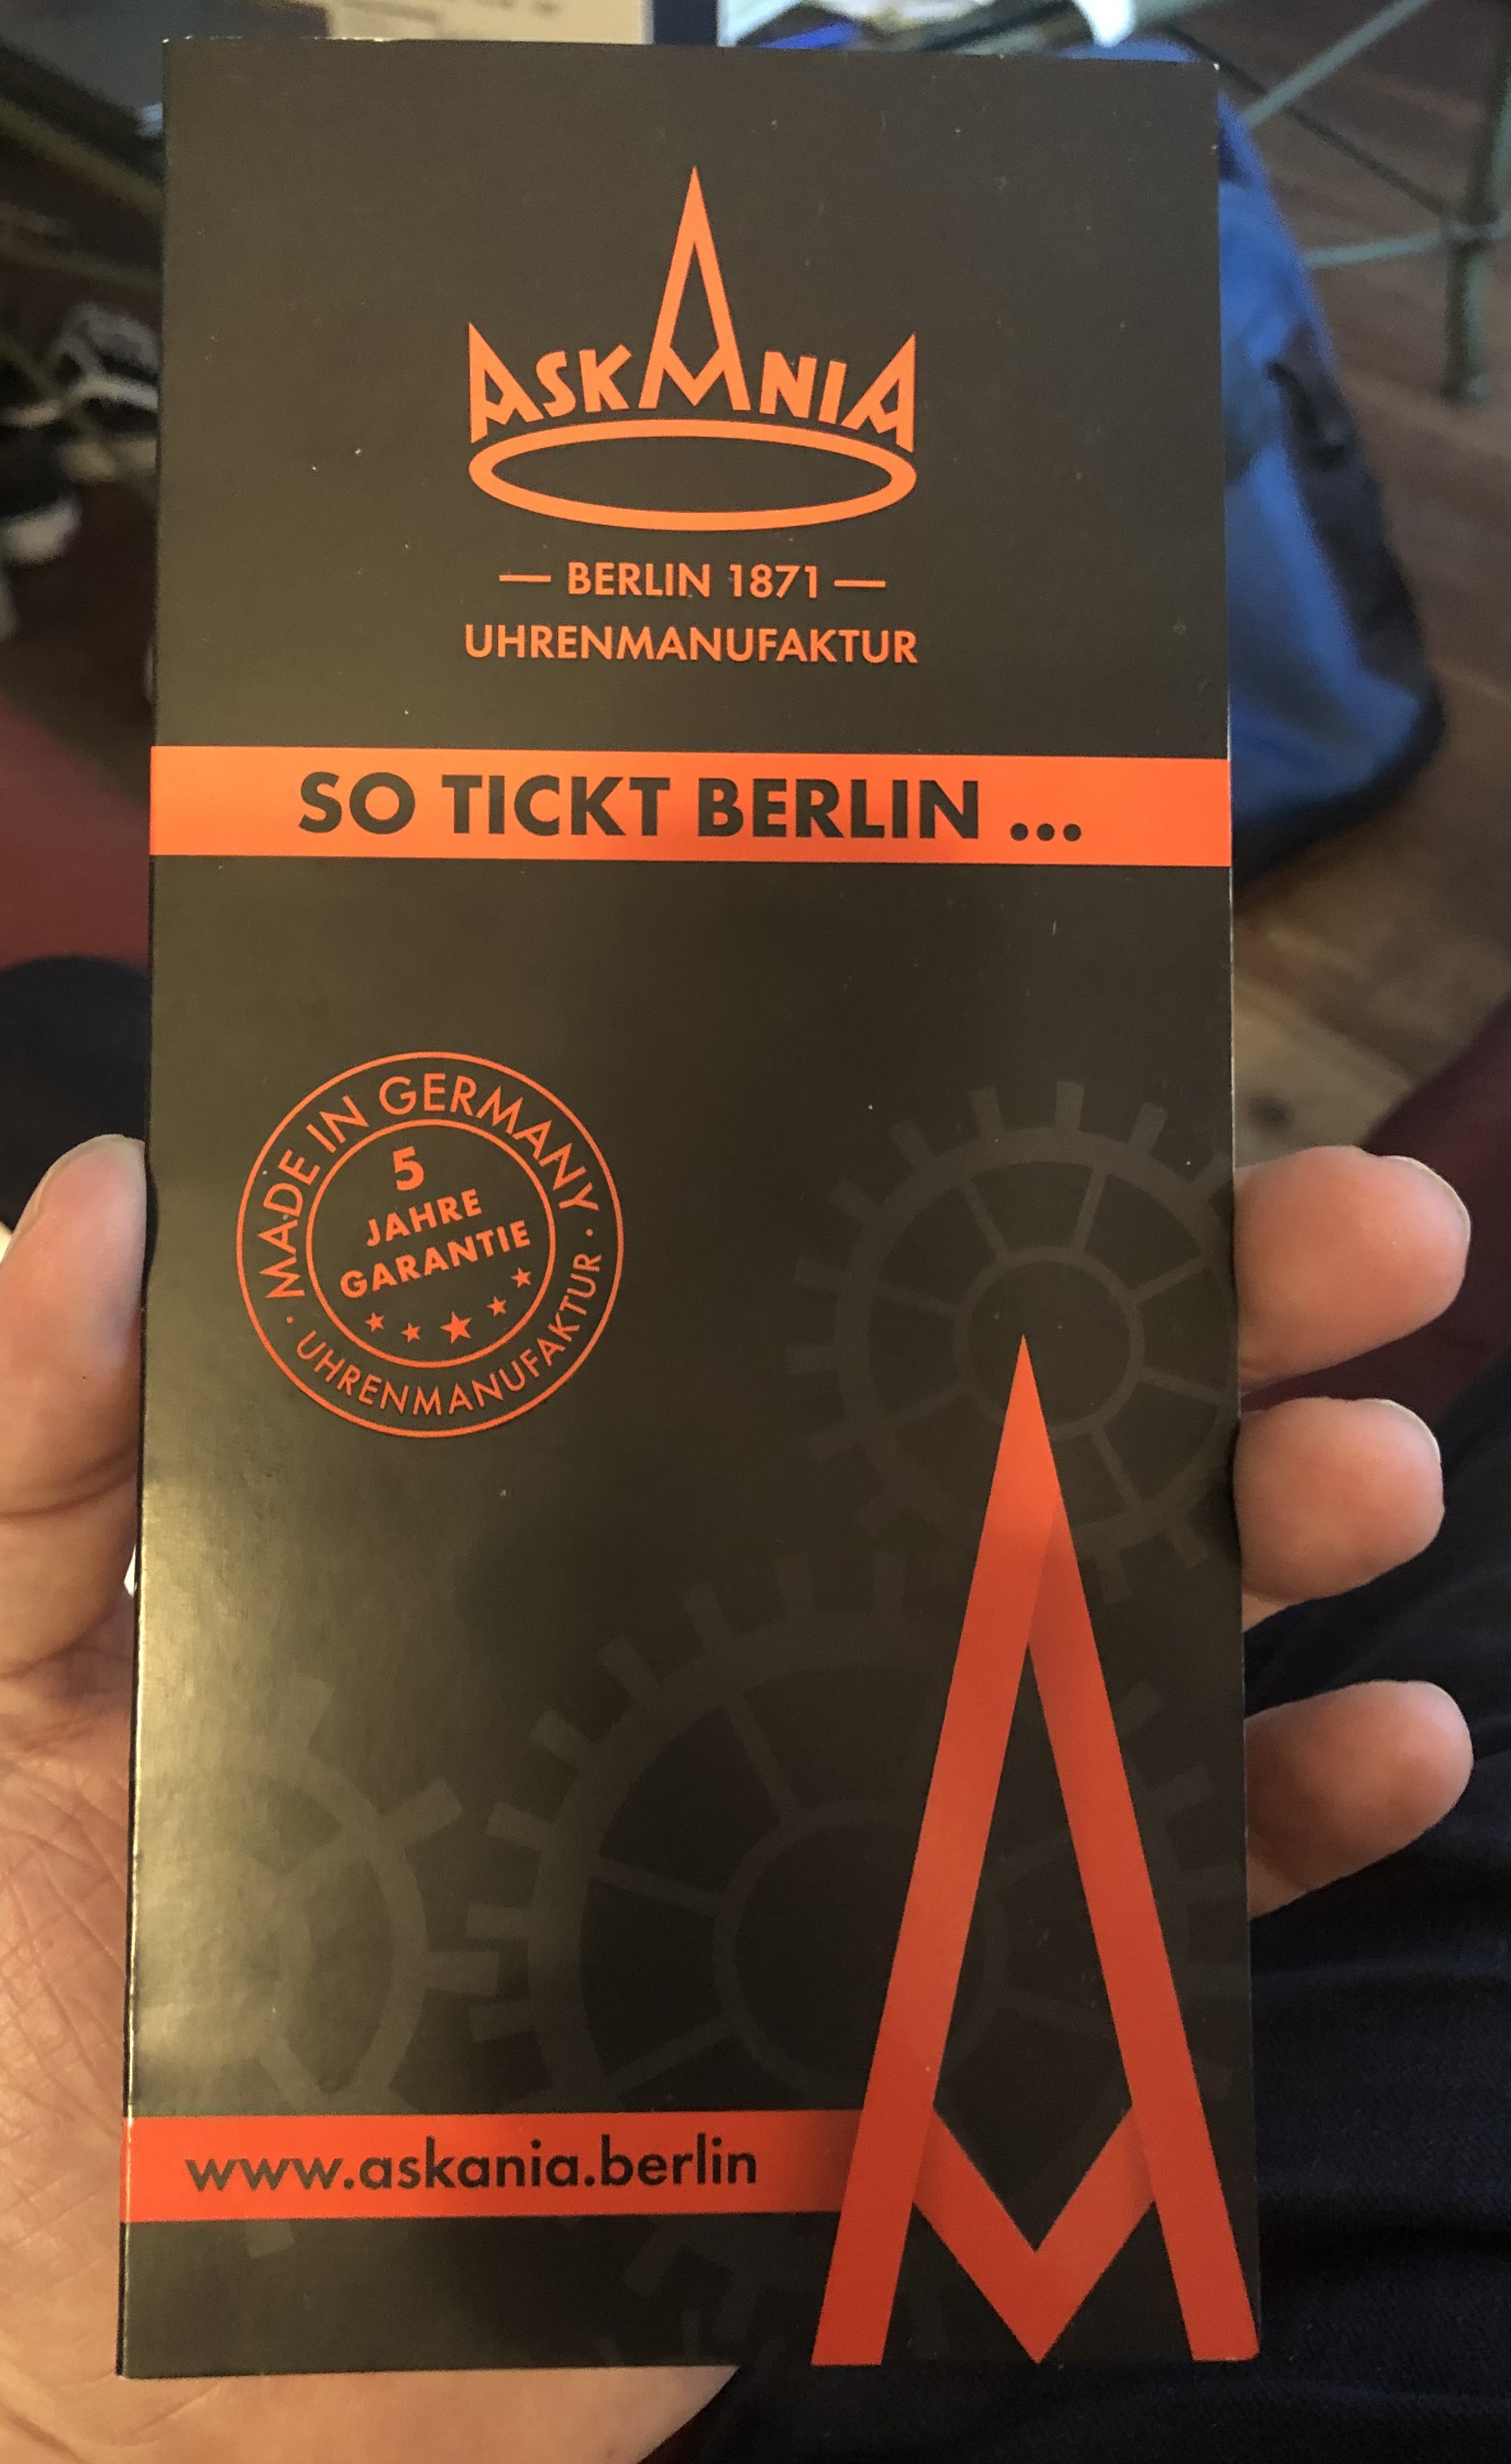 ASKANIA
— BERLIN 1871 —
UHRENMANUFAKTUR
SO TICKT BERLIN ...
MADE IN GERMANY
5
JAHRE
GARANTIE
· UHRENMANUFAKTUR ·
www.askania.berlin